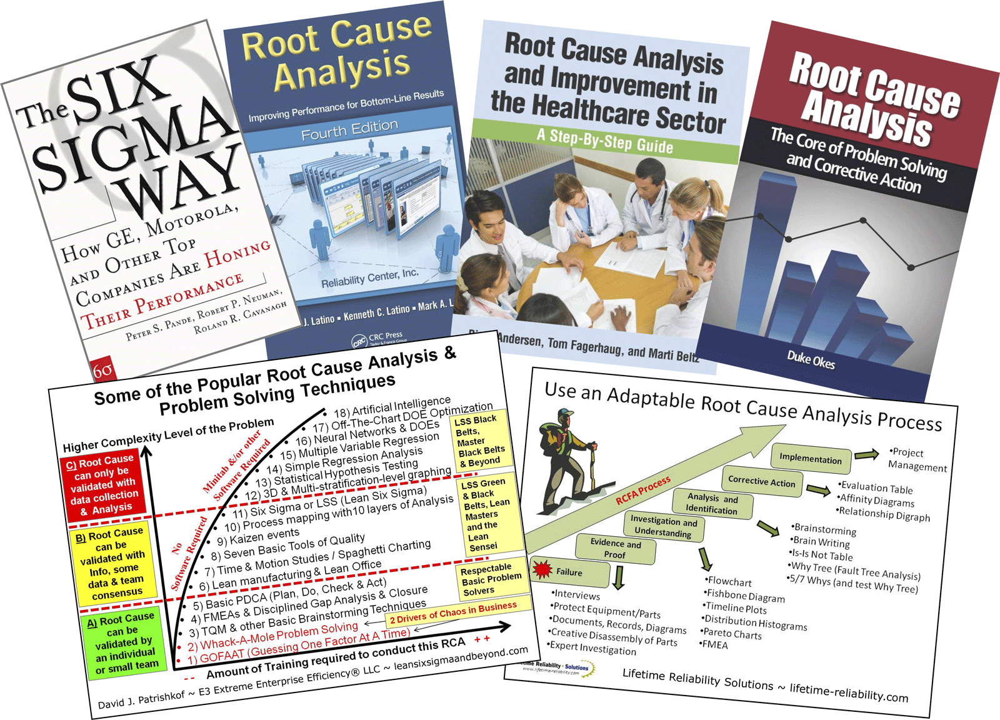 The SIX
SIGMA
WAY
HOW GE, MOTOROLA,
AND OTHER TOP
COMPANIES ARE HONING
THEIR PERFORMANCE
PETER S. PANDE, ROBERT P. NEUMAN,
ROLAND R. CAVANAGH
6σ
Root Cause
Analysis
Improving Performance for Bottom-Line Results
Fourth Edition
Reliability Center, Inc.
J. Latino • Kenneth C. Latino • Mark A. L
CRC
CRC Press
Taylor & Francis Group
Root Cause Analysis
and Improvement in
the Healthcare Sector
A Step-By-Step Guide
Andersen, Tom Fagerhaug, and Marti Beltz
Root Cause
Analysis
The Core of Problem Solving
and Corrective Action
Duke Okes
Some of the Popular Root Cause Analysis &
Problem Solving Techniques
Higher Complexity Level of the Problem
C) Root Cause
can only be
validated with
data collection
& Analysis
B) Root Cause
can be
validated with
Info, some
data & team
consensus
A) Root Cause
can be
validated by
an individual
or small team
Minitab &/or other
Software Required
No
Software Required
• 18) Artificial Intelligence
• 17) Off-The-Chart DOE Optimization
• 16) Neural Networks & DOEs
• 15) Multiple Variable Regression
• 14) Simple Regression Analysis
• 13) Statistical Hypothesis Testing
• 12) 3D & Multi-stratification-level graphing
• 11) Six Sigma or LSS (Lean Six Sigma)
• 10) Process mapping with10 layers of Analysis
• 9) Kaizen events
• 8) Seven Basic Tools of Quality
• 7) Time & Motion Studies / Spaghetti Charting
• 6) Lean manufacturing & Lean Office
• 5) Basic PDCA (Plan, Do, Check & Act)
• 4) FMEAs & Disciplined Gap Analysis & Closure
• 3) TQM & other Basic Brainstorming Techniques
• 2) Whack-A-Mole Problem Solving
• 1) GOFAAT (Guessing One Factor At A Time)
LSS Black
Belts,
Master
Black Belts
& Beyond
LSS Green
& Black
Belts, Lean
Masters
and the
Lean
Sensei
Respectable
Basic Problem
Solvers
2 Drivers of Chaos in Business
- - Amount of Training required to conduct this RCA + +
David J. Patrishkof ~ E3 Extreme Enterprise Efficiency® LLC ~ leansixsigmaandbeyond.com
Use an Adaptable Root Cause Analysis Process
RCFA Process
Implementation
•Project
Management
Corrective Action
•Evaluation Table
•Affinity Diagrams
•Relationship Digraph
Analysis and
Identification
•Brainstorming
•Brain Writing
•Is-Is Not Table
•Why Tree (Fault Tree Analysis)
•5/7 Whys (and test Why Tree)
Investigation and
Understanding
•Flowchart
•Fishbone Diagram
•Timeline Plots
•Distribution Histograms
•Pareto Charts
•FMEA
Evidence and
Proof
Failure
•Interviews
•Protect Equipment/Parts
•Documents, Records, Diagrams
•Creative Disassembly of Parts
•Expert Investigation
Lifetime Reliability • Solutions
www.lifetime-reliability.com
Lifetime Reliability Solutions ~ lifetime-reliability.com